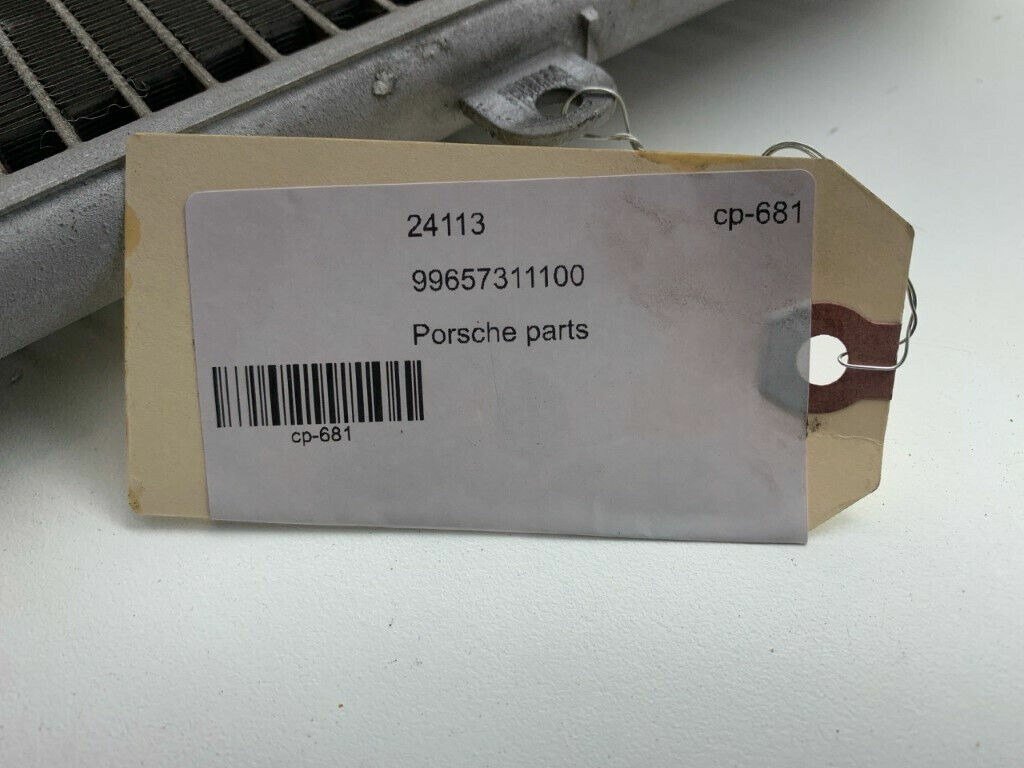 24113 cp-681
99657311100
Porsche parts
cp-681